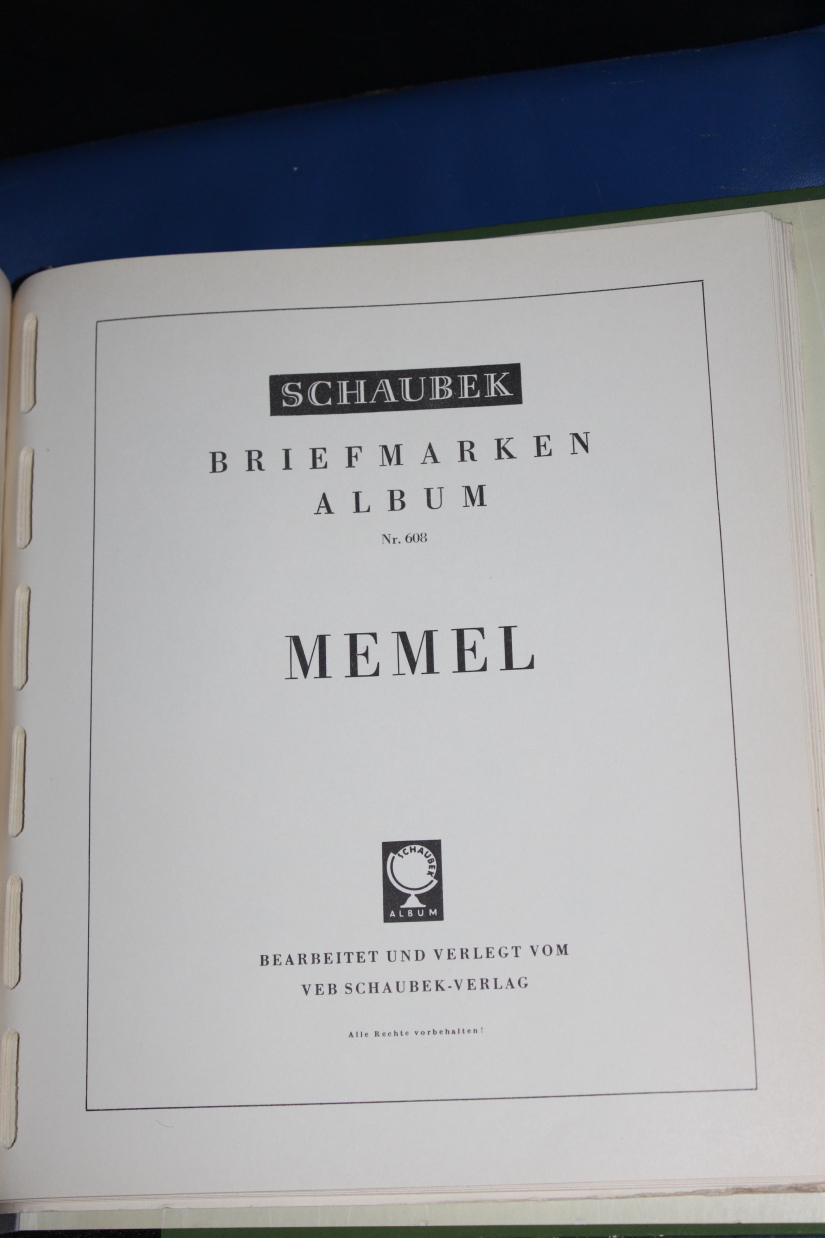 SCHAUBEK
BRIEFMARKEN
ALBUM
Nr. 608
MEMEL
SCHAUBEK
ALBUM
BEARBEITET UND VERLEGT VOM
VEB SCHAUBEK-VERLAG
Alle Rechte vorbehalten!